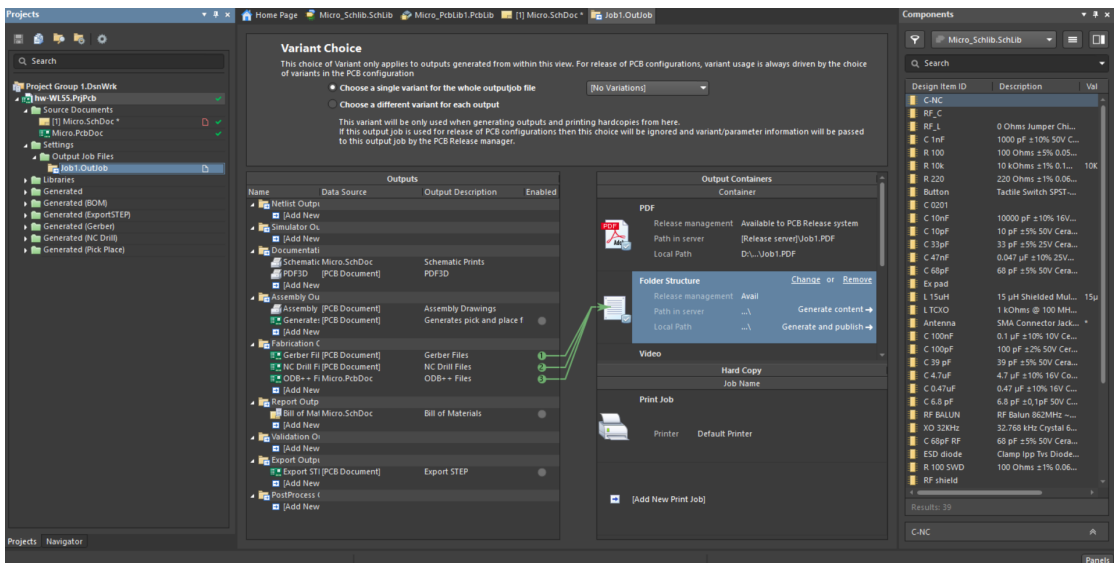 Projects
Home Page
Micro_Schlib.SchLib
Micro_PcbLib1.PcbLib
[1] Micro.SchDoc *
Job1.OutJob
Components
Search
Project Group 1.DsnWrk
hw-WL55.PrjPcb
Source Documents
[1] Micro.SchDoc *
Micro.PcbDoc
Settings
Output Job Files
Job1.OutJob
Libraries
Generated
Generated (BOM)
Generated (ExportSTEP)
Generated (Gerber)
Generated (NC Drill)
Generated (Pick Place)
Projects
Navigator
Variant Choice
This choice of Variant only applies to outputs generated from within this view. For release of PCB configurations, variant usage is always driven by the choice
of variants in the PCB configuration
Choose a single variant for the whole outputjob file
[No Variations]
Choose a different variant for each output
This variant will be only used when generating outputs and printing hardcopies from here.
If this output job is used for release of PCB configurations then this choice will be ignored and variant/parameter information will be passed
to this output job by the PCB Release manager.
Outputs
Name Data Source Output Description Enabled
Netlist Outpu
[Add New
Simulator Ou
[Add New
Documentati
Schematic Micro.SchDoc Schematic Prints
PDF3D [PCB Document] PDF3D
[Add New
Assembly Ou
Assembly [PCB Document] Assembly Drawings
Generates [PCB Document] Generates pick and place f
[Add New
Fabrication C
Gerber Fil [PCB Document] Gerber Files 1
NC Drill Fi [PCB Document] NC Drill Files 2
ODB++ Fi Micro.PcbDoc ODB++ Files 3
[Add New
Report Outp
Bill of Mat Micro.SchDoc Bill of Materials
[Add New
Validation O
[Add New
Export Outpu
Export STI [PCB Document] Export STEP
[Add New
PostProcess C
[Add New
Output Containers
Container
PDF
Release management Available to PCB Release system
Path in server [Release server]\Job1.PDF
Local Path D:\...\Job1.PDF
Folder Structure Change or Remove
Release management Avail
Path in server ...\ Generate content →
Local Path ...\ Generate and publish →
Video
Hard Copy
Job Name
Print Job
Printer Default Printer
[Add New Print Job]
Micro_Schlib.SchLib
Search
Design Item ID Description Val
C-NC
RF_C
RF_L 0 Ohms Jumper Chi...
C 1nF 1000 pF ±10% 50V C...
R 100 100 Ohms ±5% 0.05...
R 10k 10 kOhms ±1% 0.1... 10K
R 220 220 Ohms ±1% 0.06...
Button Tactile Switch SPST-...
C 0201
C 10nF 10000 pF ±10% 16V...
C 10pF 10 pF ±5% 50V Cera...
C 33pF 33 pF ±5% 25V Cera...
C 47nF 0.047 µF ±10% 25V...
C 68pF 68 pF ±5% 50V Cera...
Ex pad
L 15uH 15 µH Shielded Mul... 15µ
L TCXO 1 kOhms @ 100 MH...
Antenna SMA Connector Jack... *
C 100nF 0.1 µF ±10% 10V Ce...
C 100pF 100 pF ±2% 50V Cer...
C 39 pF 39 pF ±5% 50V Cera...
C 4.7uF 4.7 µF ±10% 16V Co...
C 0.47uF 0.47 µF ±10% 16V C...
C 6.8 pF 6.8 pF ±0,1pF 50V C...
RF BALUN RF Balun 862MHz ~...
XO 32KHz 32.768 kHz Crystal 6...
C 68pF RF 68 pF ±5% 50V Cera...
ESD diode Clamp Ipp Tvs Diode...
R 100 SWD 100 Ohms ±1% 0.06...
RF shield
Results: 39
C-NC
Panels